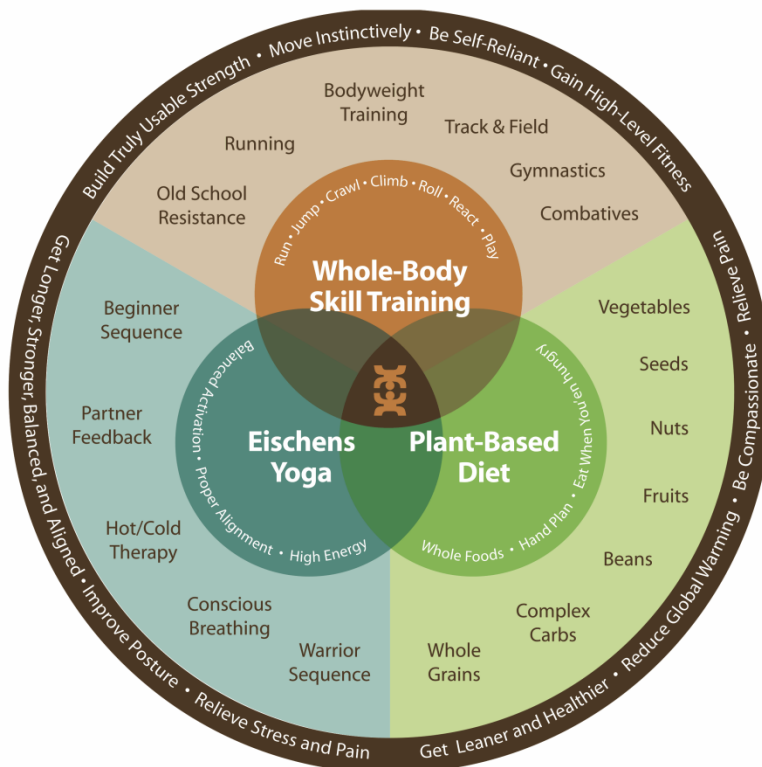 Build Truly Usable Strength • Move Instinctively • Be Self-Reliant • Gain High-Level Fitness
Bodyweight
Training
Track & Field
Running
Gymnastics
Old School
Resistance
Combatives
Run • Jump • Crawl • Climb • Roll • React • Play
Whole-Body
Skill Training
Get Longer, Stronger, Balanced, and Aligned • Improve Posture • Relieve Stress and Pain
Beginner
Sequence
Partner
Feedback
Hot/Cold
Therapy
Conscious
Breathing
Warrior
Sequence
Balanced Activation • Proper Alignment • High Energy
Eischens
Yoga
Plant-Based
Diet
Whole Foods • Hand Plan • Eat When You'en hungry
Vegetables
Seeds
Nuts
Fruits
Beans
Complex
Carbs
Whole
Grains
Get Leaner and Healthier • Reduce Global Warming • Be Compassionate • Relieve Pain